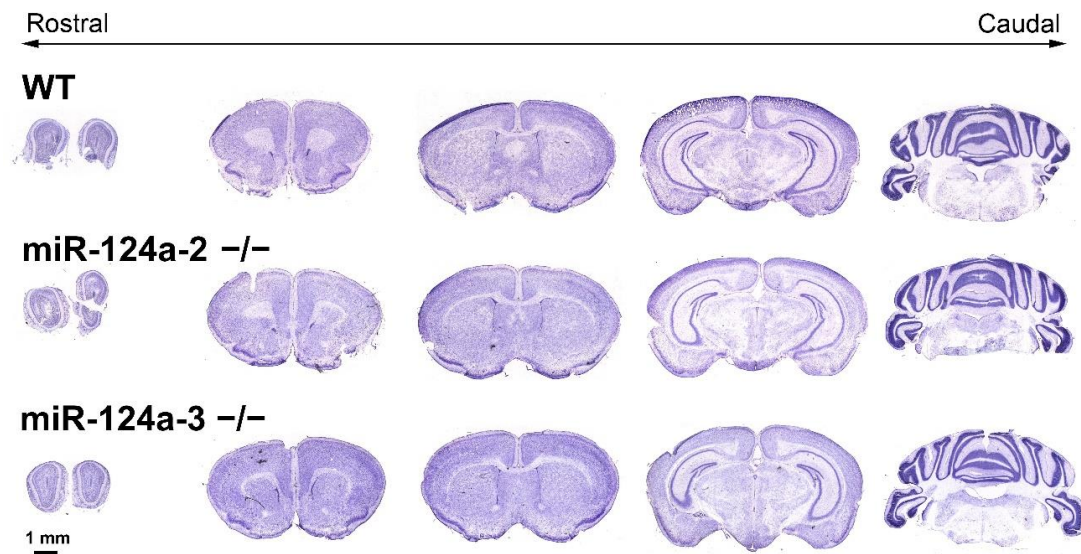 Rostral Caudal
WT
miR-124a-2 −/−
miR-124a-3 −/−
1 mm